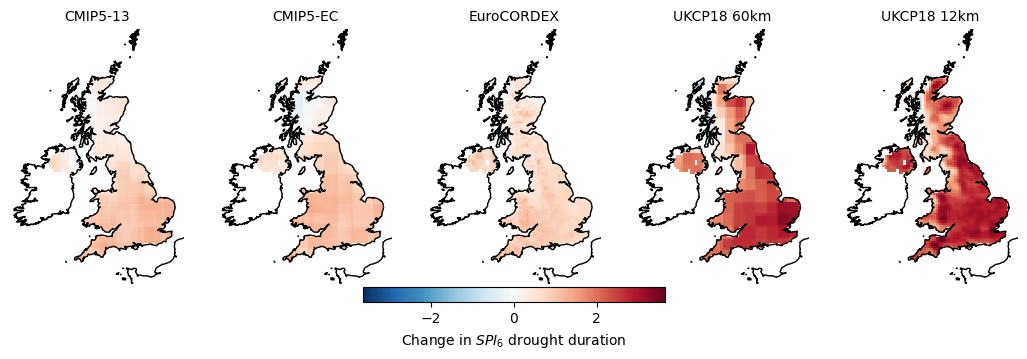 CMIP5-13 CMIP5-EC EuroCORDEX UKCP18 60km UKCP18 12km
−2 0 2
Change in SPI₆ drought duration